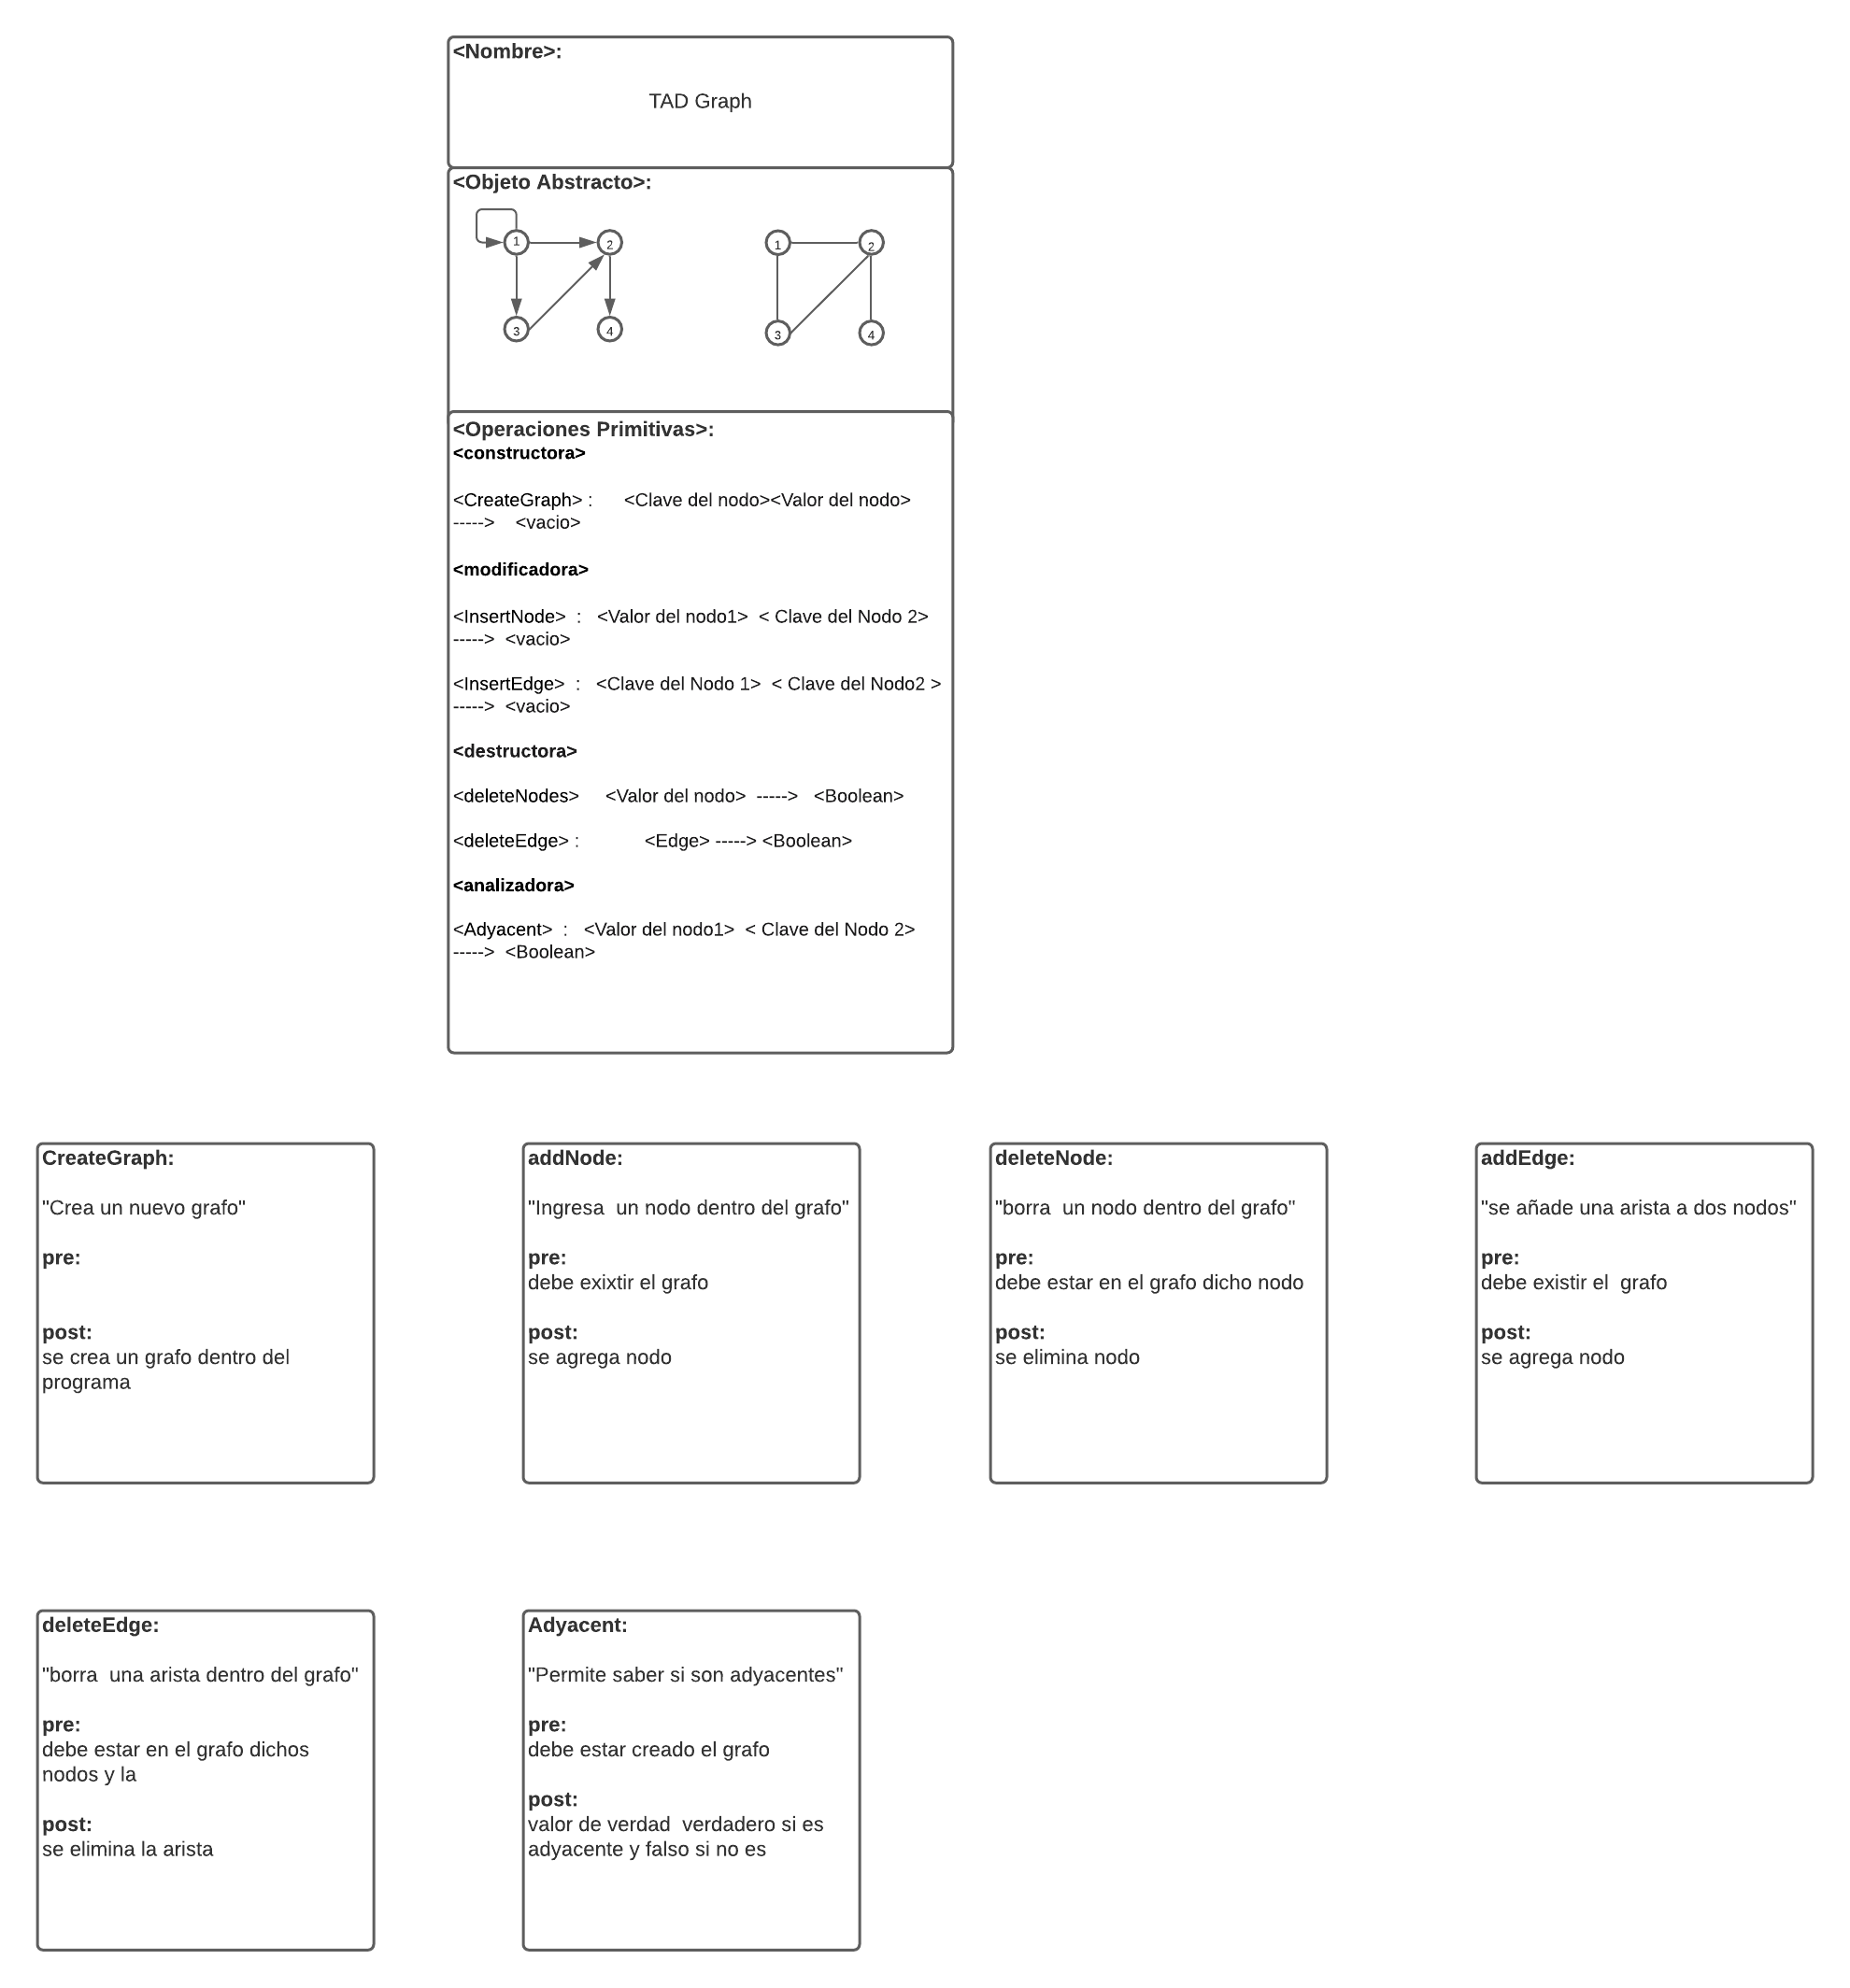 <Nombre>:
TAD Graph
<Objeto Abstracto>:
1 2 1 2
3 4 3 4
<Operaciones Primitivas>:
<constructora>
<CreateGraph> : <Clave del nodo><Valor del nodo>
-----> <vacio>
<modificadora>
<InsertNode> : <Valor del nodo1> < Clave del Nodo 2>
-----> <vacio>
<InsertEdge> : <Clave del Nodo 1> < Clave del Nodo2 >
-----> <vacio>
<destructora>
<deleteNodes> <Valor del nodo> -----> <Boolean>
<deleteEdge> : <Edge> -----> <Boolean>
<analizadora>
<Adyacent> : <Valor del nodo1> < Clave del Nodo 2>
-----> <Boolean>
CreateGraph:
"Crea un nuevo grafo"
pre:
post:
se crea un grafo dentro del
programa
addNode:
"Ingresa un nodo dentro del grafo"
pre:
debe exixtir el grafo
post:
se agrega nodo
deleteNode:
"borra un nodo dentro del grafo"
pre:
debe estar en el grafo dicho nodo
post:
se elimina nodo
addEdge:
"se añade una arista a dos nodos"
pre:
debe existir el grafo
post:
se agrega nodo
deleteEdge:
"borra una arista dentro del grafo"
pre:
debe estar en el grafo dichos
nodos y la
post:
se elimina la arista
Adyacent:
"Permite saber si son adyacentes"
pre:
debe estar creado el grafo
post:
valor de verdad verdadero si es
adyacente y falso si no es